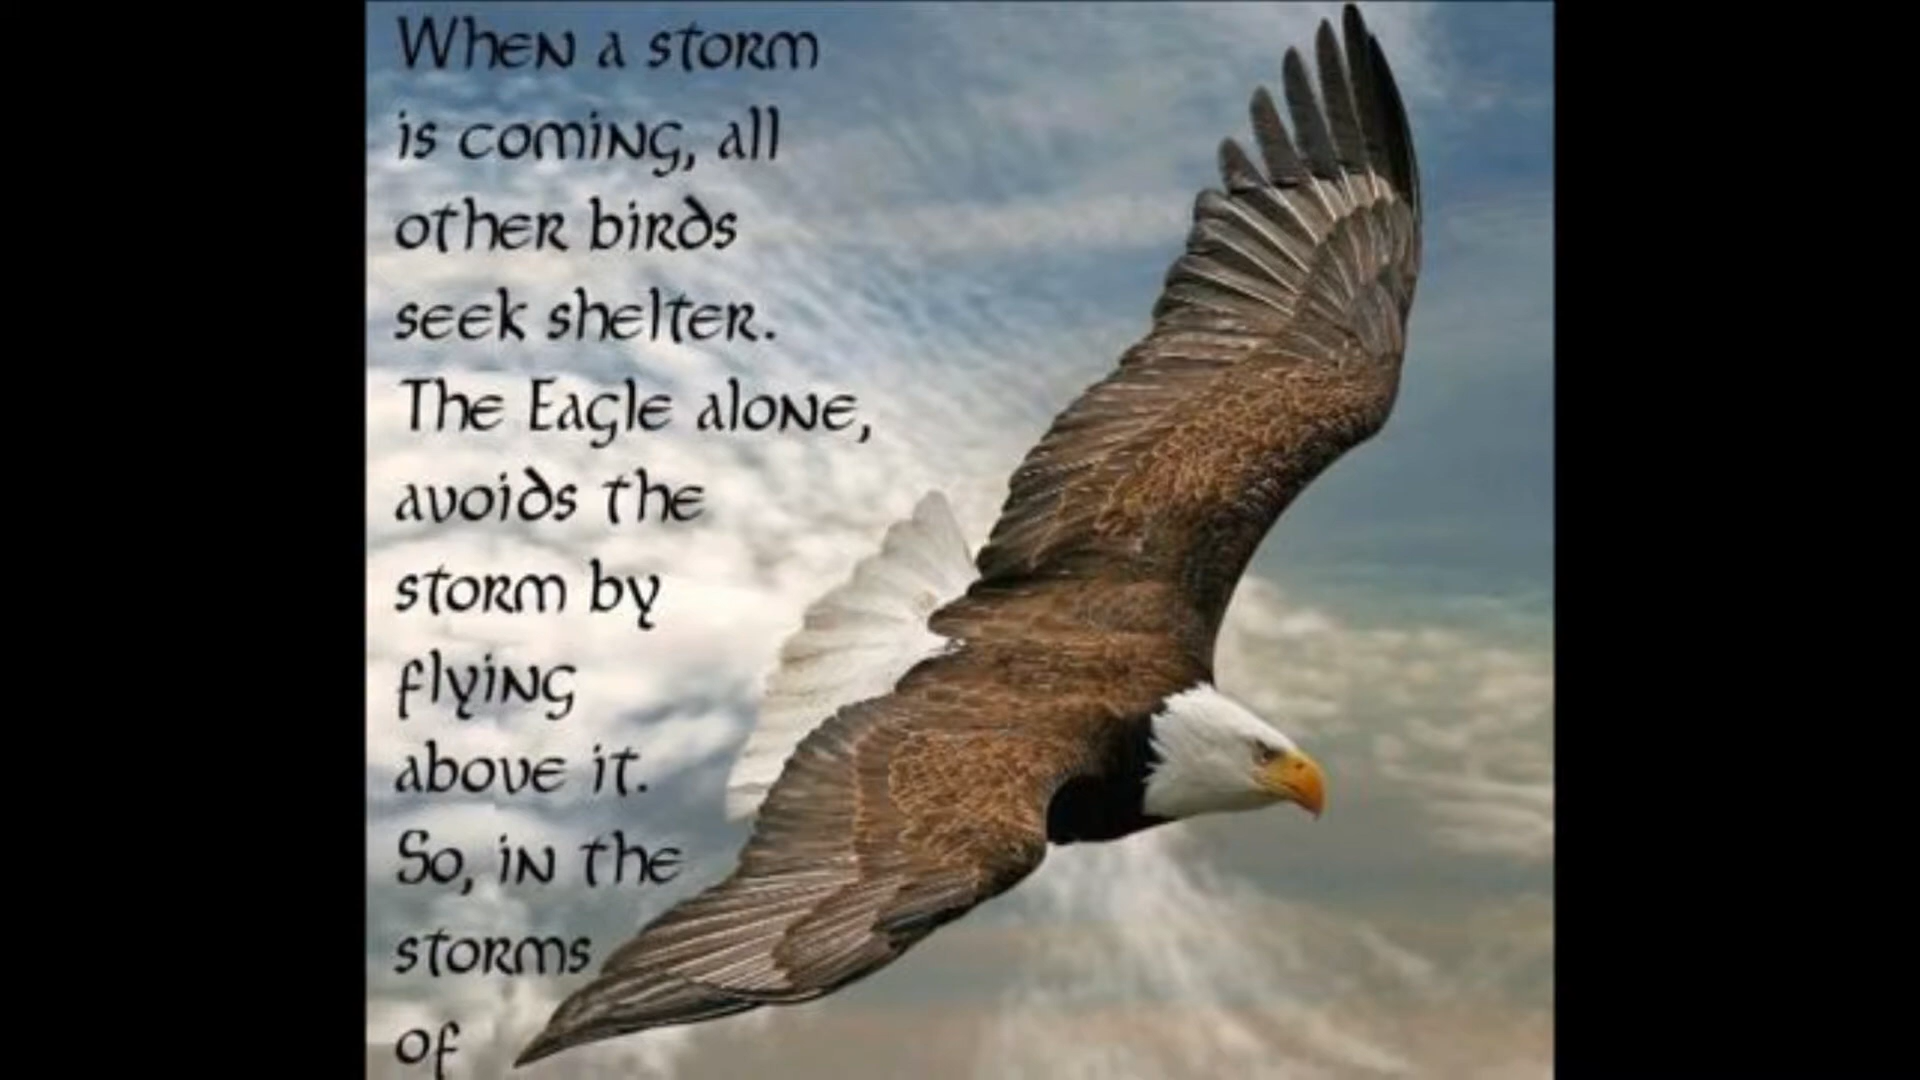 When a storm
is coming, all
other birds
seek shelter.
The Eagle alone,
avoids the
storm by
flying
above it.
So, in the
storms
of